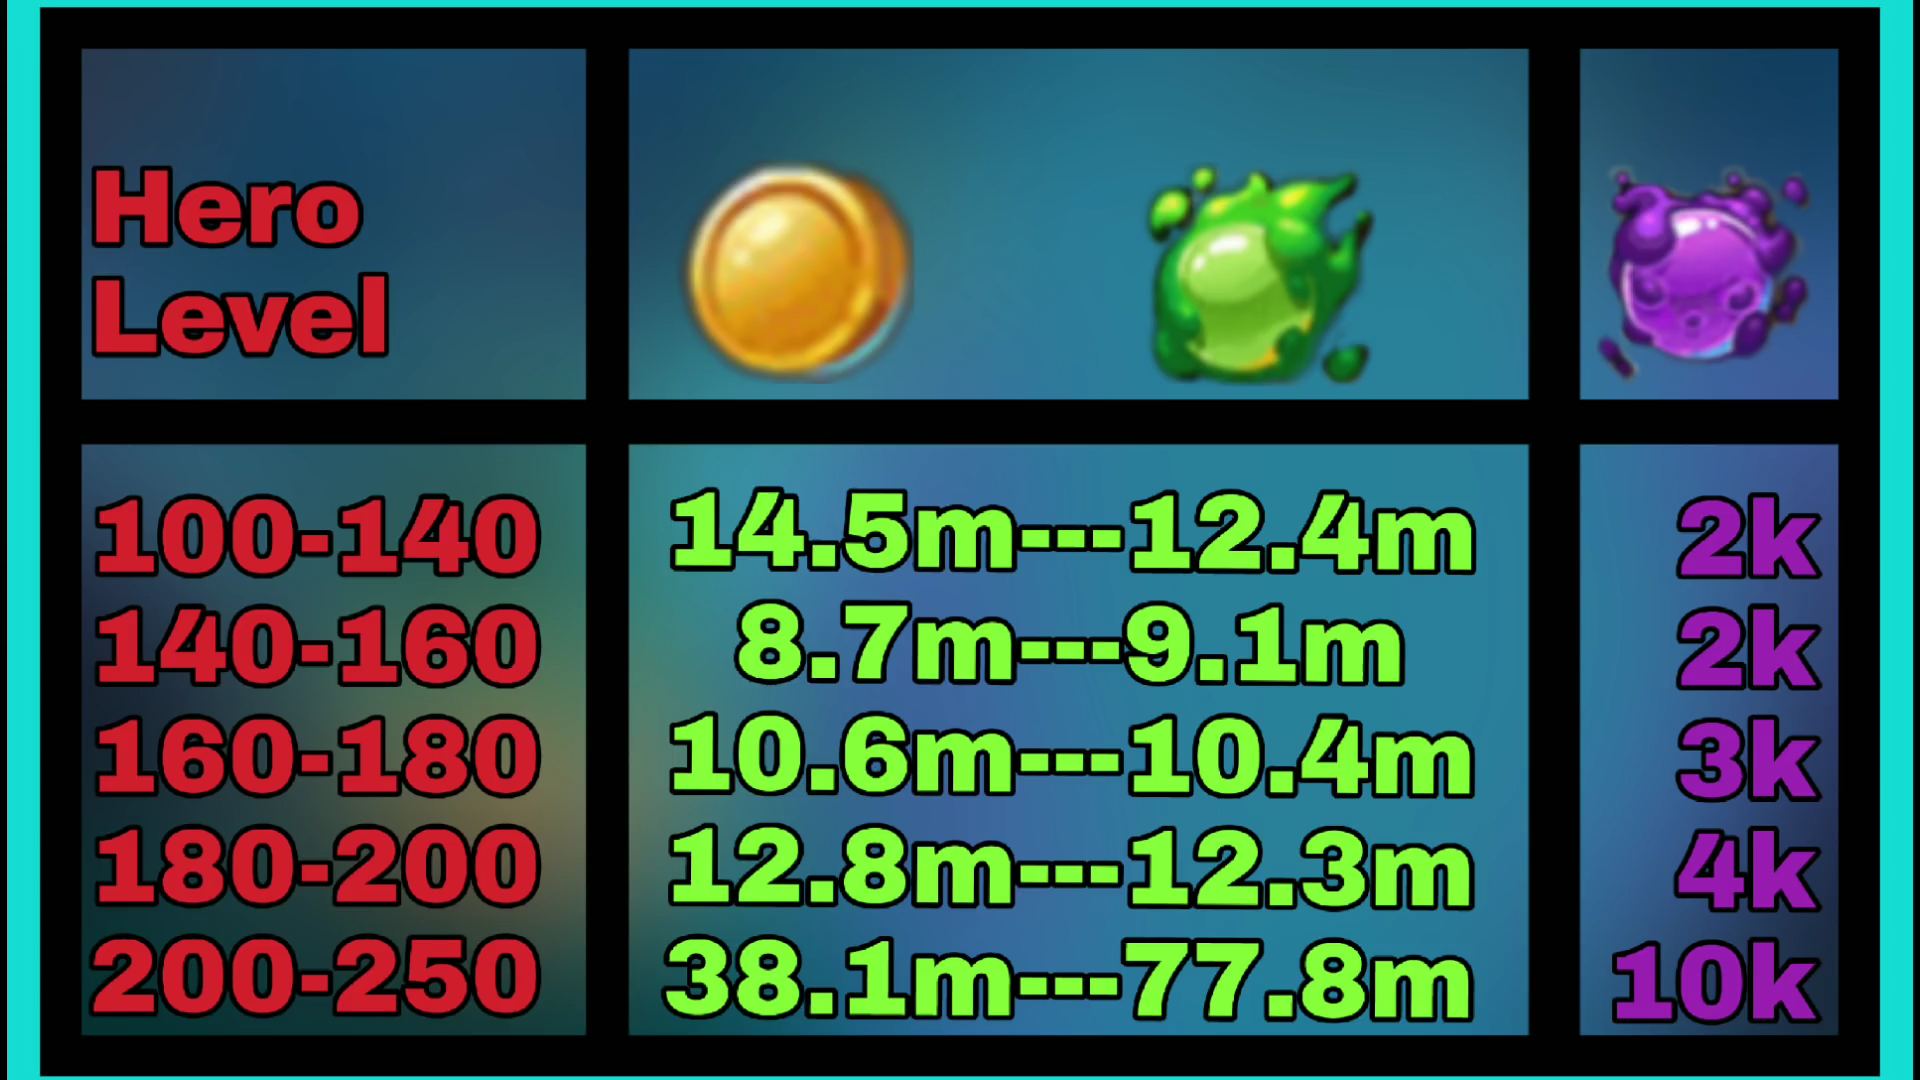 Hero
Level
100-140 14.5m---12.4m 2k
140-160 8.7m---9.1m 2k
160-180 10.6m---10.4m 3k
180-200 12.8m---12.3m 4k
200-250 38.1m---77.8m 10k